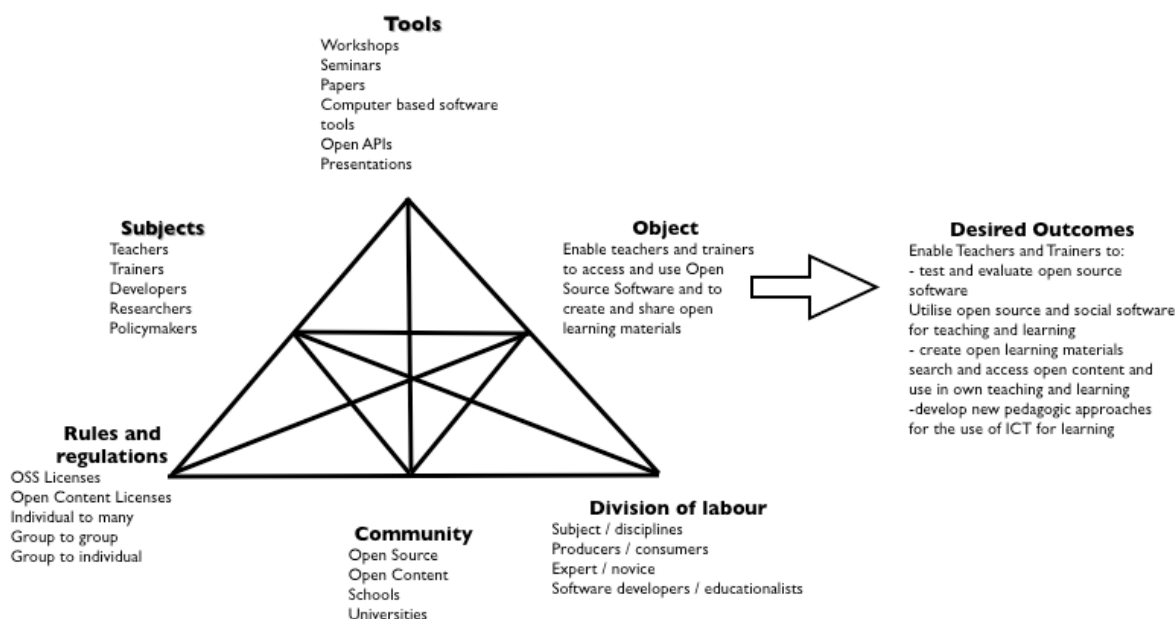 Tools
Workshops
Seminars
Papers
Computer based software
tools
Open APIs
Presentations
Subjects
Teachers
Trainers
Developers
Researchers
Policymakers
Object
Enable teachers and trainers
to access and use Open
Source Software and to
create and share open
learning materials
Desired Outcomes
Enable Teachers and Trainers to:
- test and evaluate open source
software
Utilise open source and social software
for teaching and learning
- create open learning materials
search and access open content and
use in own teaching and learning
-develop new pedagogic approaches
for the use of ICT for learning
Rules and
regulations
OSS Licenses
Open Content Licenses
Individual to many
Group to group
Group to individual
Community
Open Source
Open Content
Schools
Universities
Division of labour
Subject / disciplines
Producers / consumers
Expert / novice
Software developers / educationalists